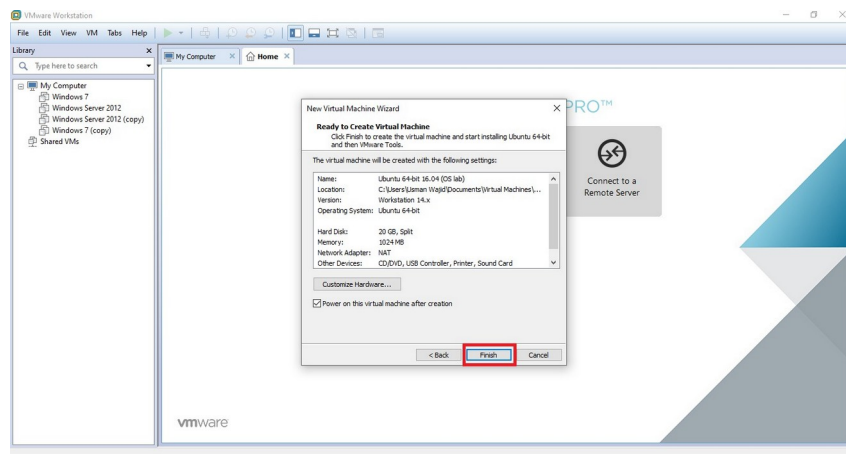 VMware Workstation
File Edit View VM Tabs Help
Library
Type here to search
My Computer
Windows 7
Windows Server 2012
Windows Server 2012 (copy)
Windows 7 (copy)
Shared VMs
My Computer
Home
PRO™
Connect to a
Remote Server
New Virtual Machine Wizard
Ready to Create Virtual Machine
Click Finish to create the virtual machine and start installing Ubuntu 64-bit
and then VMware Tools.
The virtual machine will be created with the following settings:
Name: Ubuntu 64-bit 16.04 (OS lab)
Location: C:\Users\Usman Wajid\Documents\Virtual Machines\...
Version: Workstation 14.x
Operating System: Ubuntu 64-bit
Hard Disk: 20 GB, Split
Memory: 1024 MB
Network Adapter: NAT
Other Devices: CD/DVD, USB Controller, Printer, Sound Card
Customize Hardware...
Power on this virtual machine after creation
< Back Finish Cancel
vmware